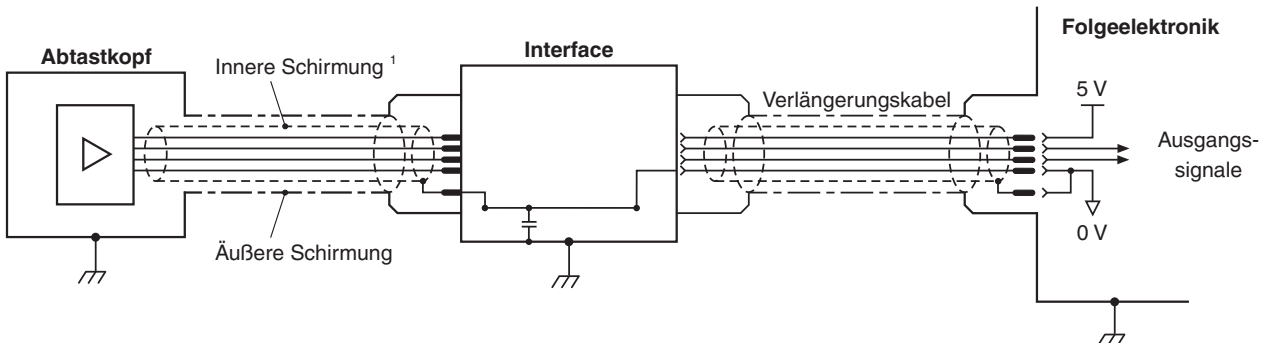 Abtastkopf
Innere Schirmung 1
Äußere Schirmung
Interface
Verlängerungskabel
Folgeelektronik
5 V
Ausgangs-
signale
0 V